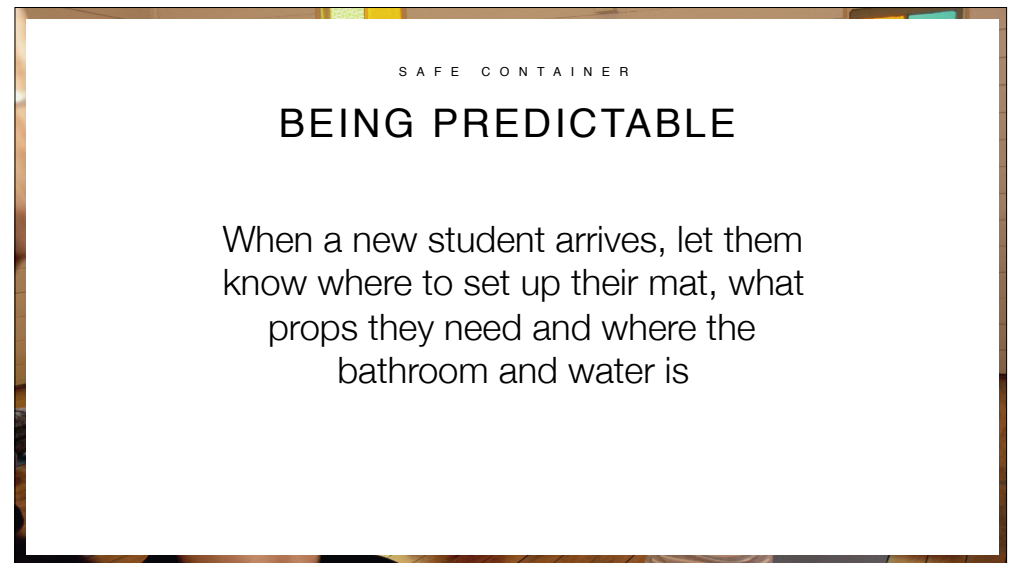 SAFE CONTAINER
BEING PREDICTABLE
When a new student arrives, let them
know where to set up their mat, what
props they need and where the
bathroom and water is